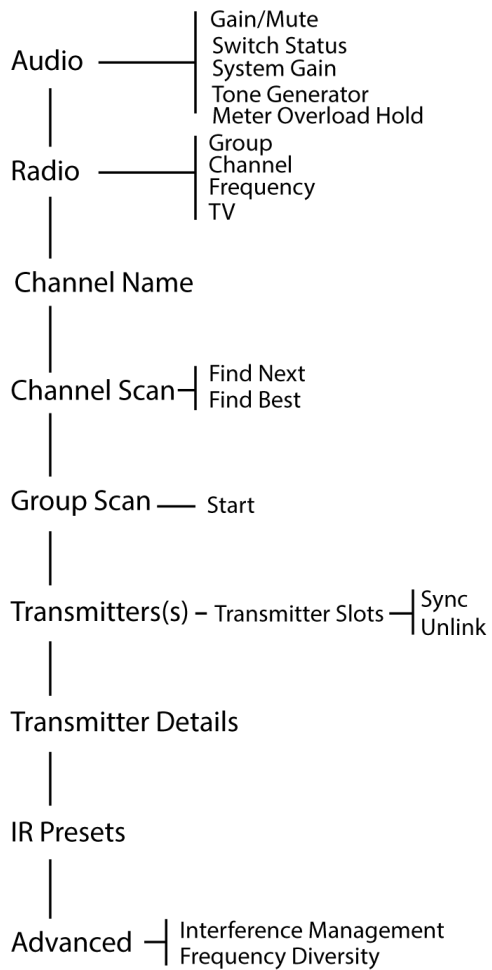 Audio
Gain/Mute
Switch Status
System Gain
Tone Generator
Meter Overload Hold
Radio
Group
Channel
Frequency
TV
Channel Name
Channel Scan
Find Next
Find Best
Group Scan
Start
Transmitters(s)
Transmitter Slots
Sync
Unlink
Transmitter Details
IR Presets
Advanced
Interference Management
Frequency Diversity